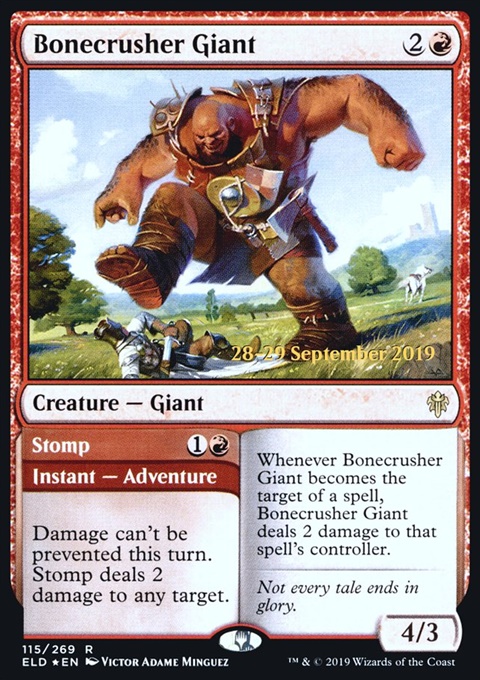 Bonecrusher Giant 2
28-29 September 2019
Creature — Giant
Stomp 1
Instant — Adventure
Damage can't be
prevented this turn.
Stomp deals 2
damage to any target.
Whenever Bonecrusher
Giant becomes the
target of a spell,
Bonecrusher Giant
deals 2 damage to that
spell's controller.
Not every tale ends in
glory.
4/3
115/269 R
ELD ★ EN Victor Adame Minguez
™ & © 2019 Wizards of the Coast